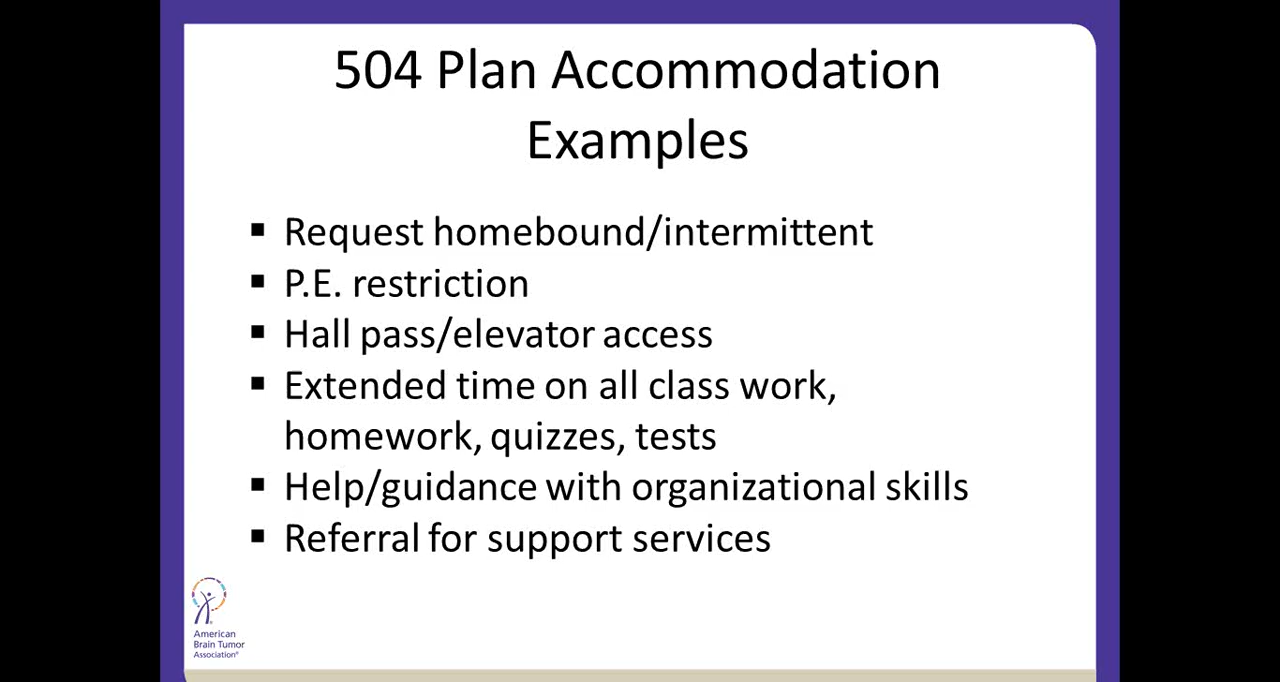 504 Plan Accommodation
Examples
▪ Request homebound/intermittent
▪ P.E. restriction
▪ Hall pass/elevator access
▪ Extended time on all class work,
homework, quizzes, tests
▪ Help/guidance with organizational skills
▪ Referral for support services
American
Brain Tumor
Association®